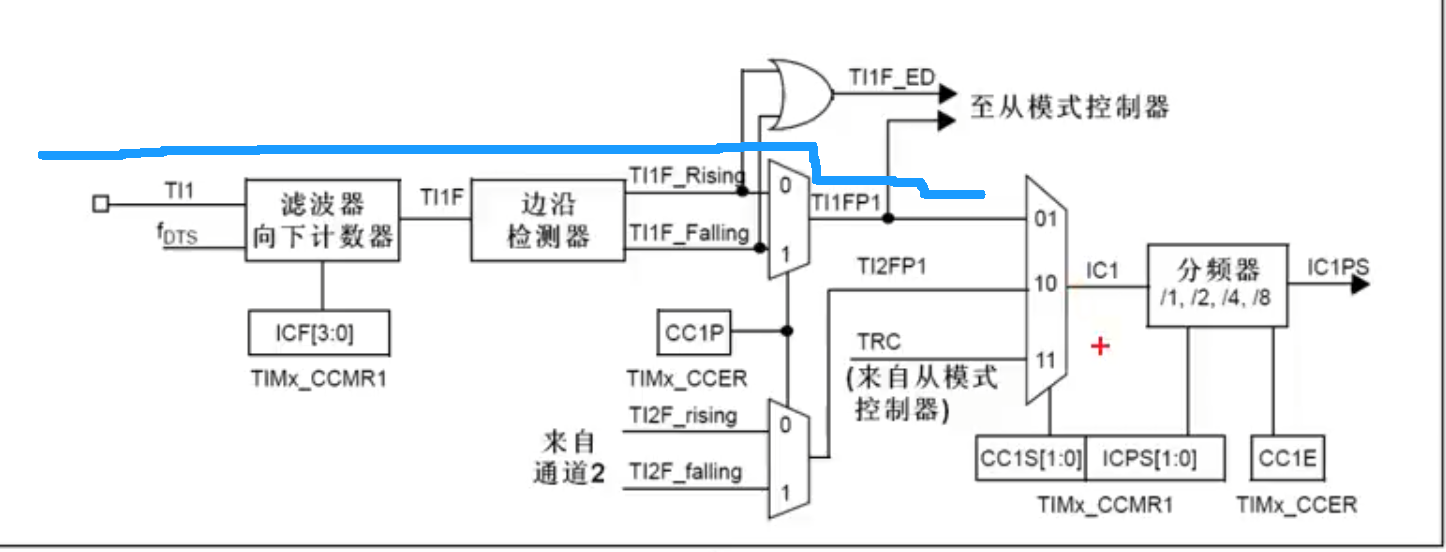 TI1F_ED
至从模式控制器
TI1
fDTS
滤波器
向下计数器
TI1F
边沿
检测器
TI1F_Rising
TI1F_Falling
0
1
TI1FP1
TI2FP1
TRC
(来自从模式
控制器)
01
10
11
IC1
分频器
/1, /2, /4, /8
IC1PS
ICF[3:0]
TIMx_CCMR1
CC1P
TIMx_CCER
来自
通道2
TI2F_rising
TI2F_falling
0
1
CC1S[1:0]
ICPS[1:0]
TIMx_CCMR1
CC1E
TIMx_CCER